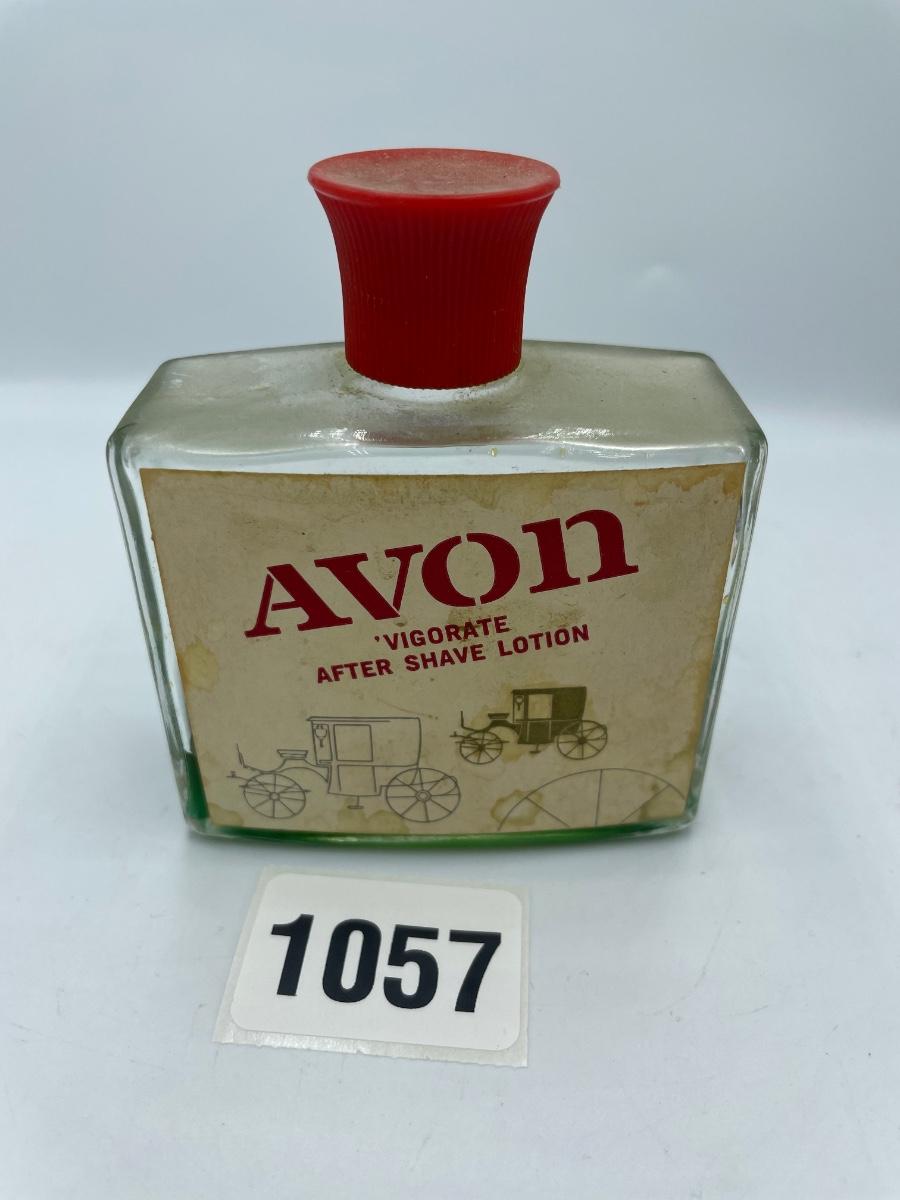 AVON
'VIGORATE
AFTER SHAVE LOTION
1057